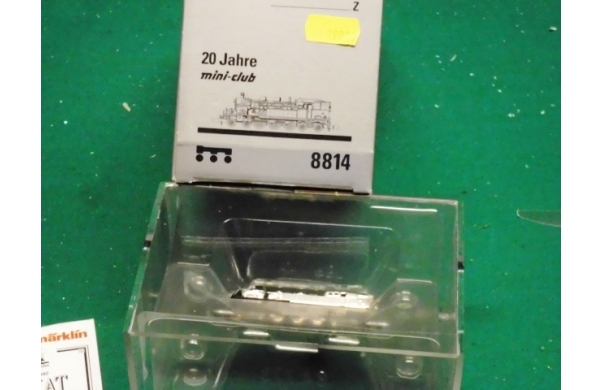 Z
20 Jahre
mini-club
8814
märklin